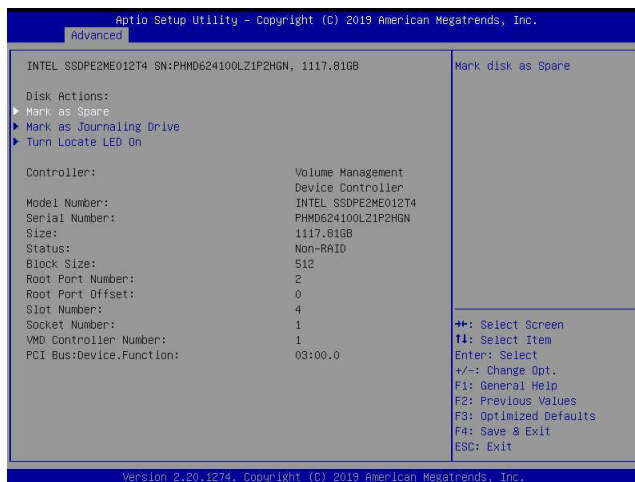 Aptio Setup Utility – Copyright (C) 2019 American Megatrends, Inc.
Advanced
INTEL SSDPE2ME012T4 SN:PHMD624100LZ1P2HGN, 1117.81GB
Mark disk as Spare
Disk Actions:
Mark as Spare
Mark as Journaling Drive
Turn Locate LED On
Controller: Volume Management
Device Controller
Model Number: INTEL SSDPE2ME012T4
Serial Number: PHMD624100LZ1P2HGN
Size: 1117.81GB
Status: Non-RAID
Block Size: 512
Root Port Number: 2
Root Port Offset: 0
Slot Number: 4
Socket Number: 1
VMD Controller Number: 1
PCI Bus:Device.Function: 03:00.0
→←: Select Screen
↑↓: Select Item
Enter: Select
+/-: Change Opt.
F1: General Help
F2: Previous Values
F3: Optimized Defaults
F4: Save & Exit
ESC: Exit
Version 2.20.1274. Copyright (C) 2019 American Megatrends, Inc.